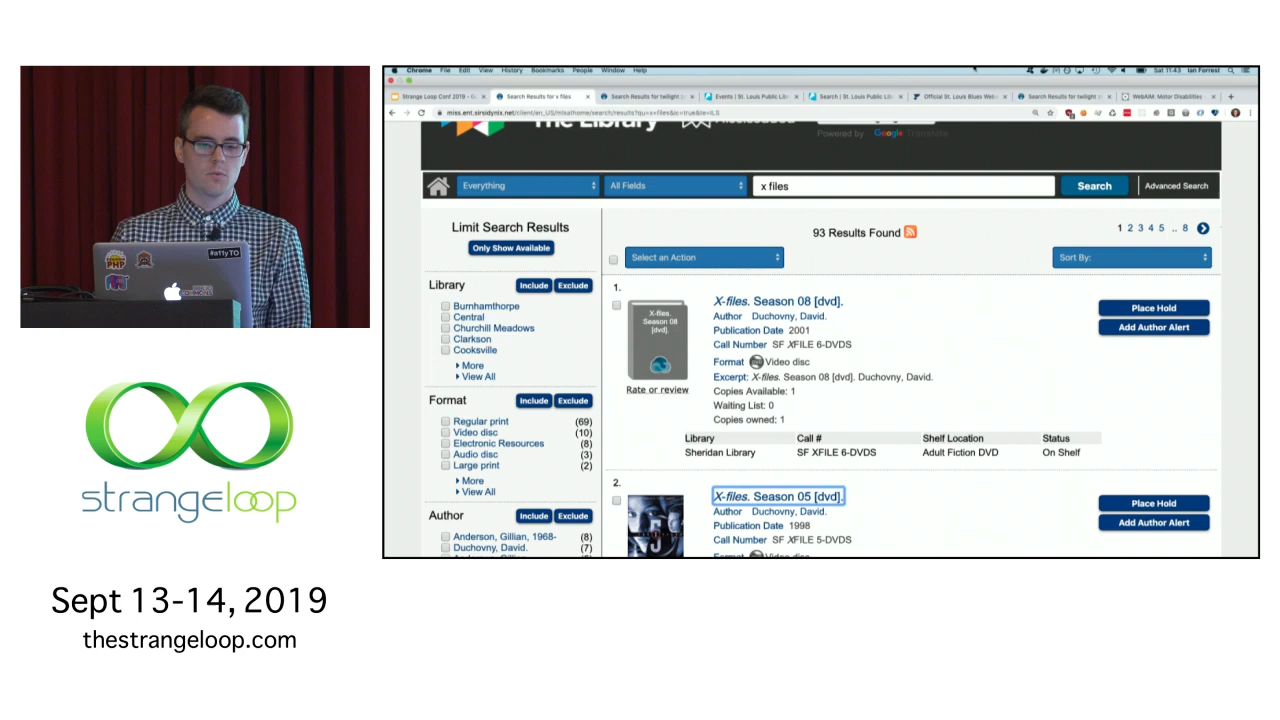 Chrome File Edit View History Bookmarks People Window Help
Sat 11:43 Ian Forrest
Strange Loop Conf 2019 - G
Search Results for x files
Search Results for twilight
Events | St. Louis Public Lib
Search | St. Louis Public Lib
Official St. Louis Blues Web
Search Results for twilight
WebAIM: Motor Disabilities
The Library
Powered by Google Translate
Everything
All Fields
x files
Search
Advanced Search
Limit Search Results
Only Show Available
Library Include Exclude
Burnhamthorpe
Central
Churchill Meadows
Clarkson
Cooksville
More
View All
Format Include Exclude
Regular print (69)
Video disc (10)
Electronic Resources (8)
Audio disc (3)
Large print (2)
More
View All
Author Include Exclude
Anderson, Gillian, 1968- (8)
Duchovny, David. (7)
93 Results Found
1 2 3 4 5 .. 8
Select an Action
Sort By:
1.
X-files. Season 08 [dvd].
X-files. Season 08 [dvd].
Author Duchovny, David.
Publication Date 2001
Call Number SF XFILE 6-DVDS
Format Video disc
Excerpt: X-files. Season 08 [dvd]. Duchovny, David.
Copies Available: 1
Waiting List: 0
Copies owned: 1
Rate or review
Place Hold
Add Author Alert
Library Call # Shelf Location Status
Sheridan Library SF XFILE 6-DVDS Adult Fiction DVD On Shelf
2.
X-files. Season 05 [dvd].
Author Duchovny, David.
Publication Date 1998
Call Number SF XFILE 5-DVDS
Format Video disc
Place Hold
Add Author Alert
#a11yTO
PHP
strangeloop
Sept 13-14, 2019
thestrangeloop.com